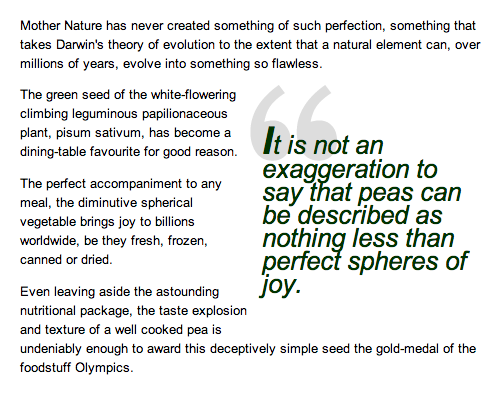 Mother Nature has never created something of such perfection, something that
takes Darwin's theory of evolution to the extent that a natural element can, over
millions of years, evolve into something so flawless.
The green seed of the white-flowering
climbing leguminous papilionaceous
plant, pisum sativum, has become a
dining-table favourite for good reason.
The perfect accompaniment to any
meal, the diminutive spherical
vegetable brings joy to billions
worldwide, be they fresh, frozen,
canned or dried.
“
It is not an
exaggeration to
say that peas can
be described as
nothing less than
perfect spheres of
joy.
Even leaving aside the astounding
nutritional package, the taste explosion
and texture of a well cooked pea is
undeniably enough to award this deceptively simple seed the gold-medal of the
foodstuff Olympics.